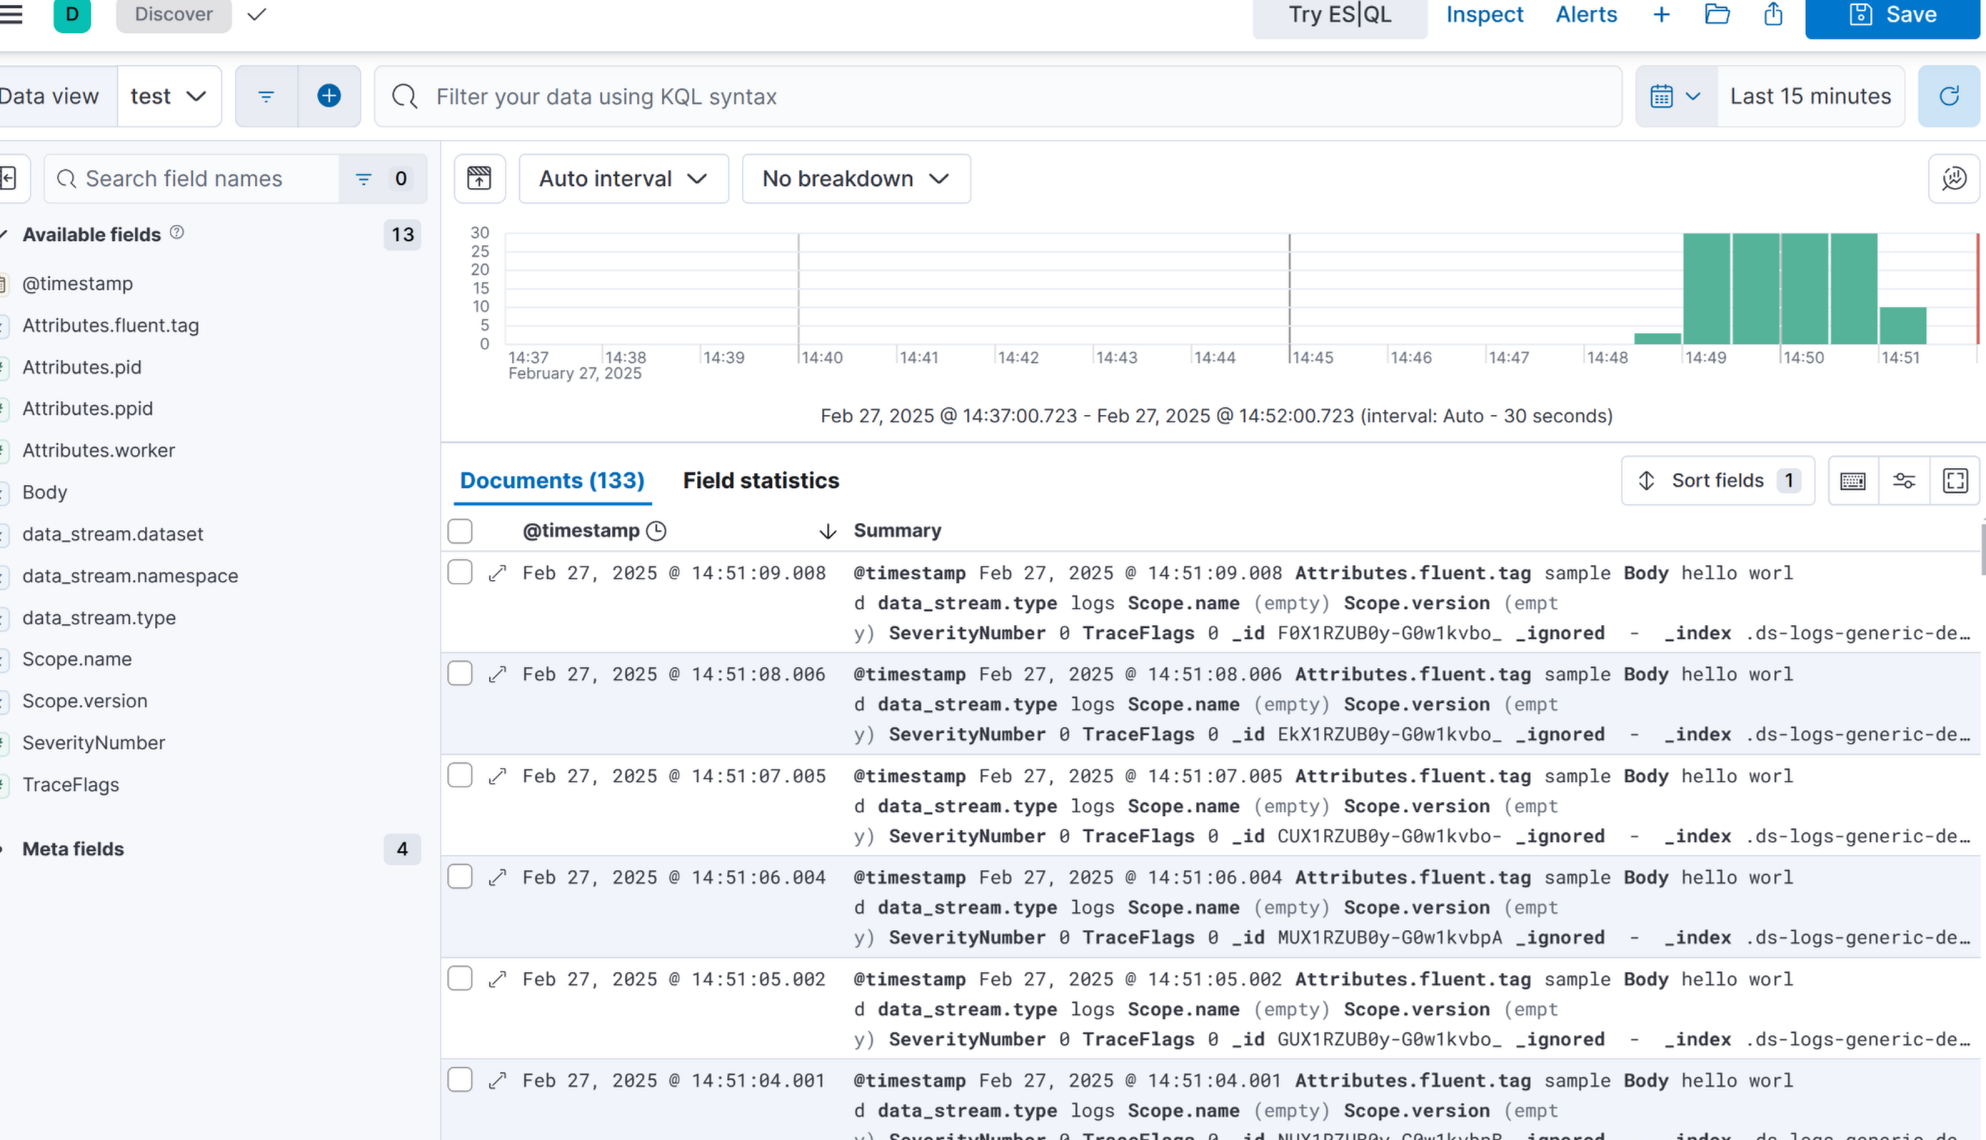 D Discover Try ES|QL Inspect Alerts Save
Data view test Filter your data using KQL syntax Last 15 minutes
Search field names 0 Auto interval No breakdown
Available fields 13
@timestamp
Attributes.fluent.tag
Attributes.pid
Attributes.ppid
Attributes.worker
Body
data_stream.dataset
data_stream.namespace
data_stream.type
Scope.name
Scope.version
SeverityNumber
TraceFlags
Meta fields 4
30
25
20
15
10
5
0
14:37 14:38 14:39 14:40 14:41 14:42 14:43 14:44 14:45 14:46 14:47 14:48 14:49 14:50 14:51
February 27, 2025
Feb 27, 2025 @ 14:37:00.723 - Feb 27, 2025 @ 14:52:00.723 (interval: Auto - 30 seconds)
Documents (133) Field statistics Sort fields 1
@timestamp Summary
Feb 27, 2025 @ 14:51:09.008 @timestamp Feb 27, 2025 @ 14:51:09.008 Attributes.fluent.tag sample Body hello worl
d data_stream.type logs Scope.name (empty) Scope.version (empt
y) SeverityNumber 0 TraceFlags 0 _id F0X1RZUB0y-G0w1kvbo_ _ignored - _index .ds-logs-generic-de…
Feb 27, 2025 @ 14:51:08.006 @timestamp Feb 27, 2025 @ 14:51:08.006 Attributes.fluent.tag sample Body hello worl
d data_stream.type logs Scope.name (empty) Scope.version (empt
y) SeverityNumber 0 TraceFlags 0 _id EkX1RZUB0y-G0w1kvbo_ _ignored - _index .ds-logs-generic-de…
Feb 27, 2025 @ 14:51:07.005 @timestamp Feb 27, 2025 @ 14:51:07.005 Attributes.fluent.tag sample Body hello worl
d data_stream.type logs Scope.name (empty) Scope.version (empt
y) SeverityNumber 0 TraceFlags 0 _id CUX1RZUB0y-G0w1kvbo- _ignored - _index .ds-logs-generic-de…
Feb 27, 2025 @ 14:51:06.004 @timestamp Feb 27, 2025 @ 14:51:06.004 Attributes.fluent.tag sample Body hello worl
d data_stream.type logs Scope.name (empty) Scope.version (empt
y) SeverityNumber 0 TraceFlags 0 _id MUX1RZUB0y-G0w1kvbpA _ignored - _index .ds-logs-generic-de…
Feb 27, 2025 @ 14:51:05.002 @timestamp Feb 27, 2025 @ 14:51:05.002 Attributes.fluent.tag sample Body hello worl
d data_stream.type logs Scope.name (empty) Scope.version (empt
y) SeverityNumber 0 TraceFlags 0 _id GUX1RZUB0y-G0w1kvbo_ _ignored - _index .ds-logs-generic-de…
Feb 27, 2025 @ 14:51:04.001 @timestamp Feb 27, 2025 @ 14:51:04.001 Attributes.fluent.tag sample Body hello worl
d data_stream.type logs Scope.name (empty) Scope.version (empt